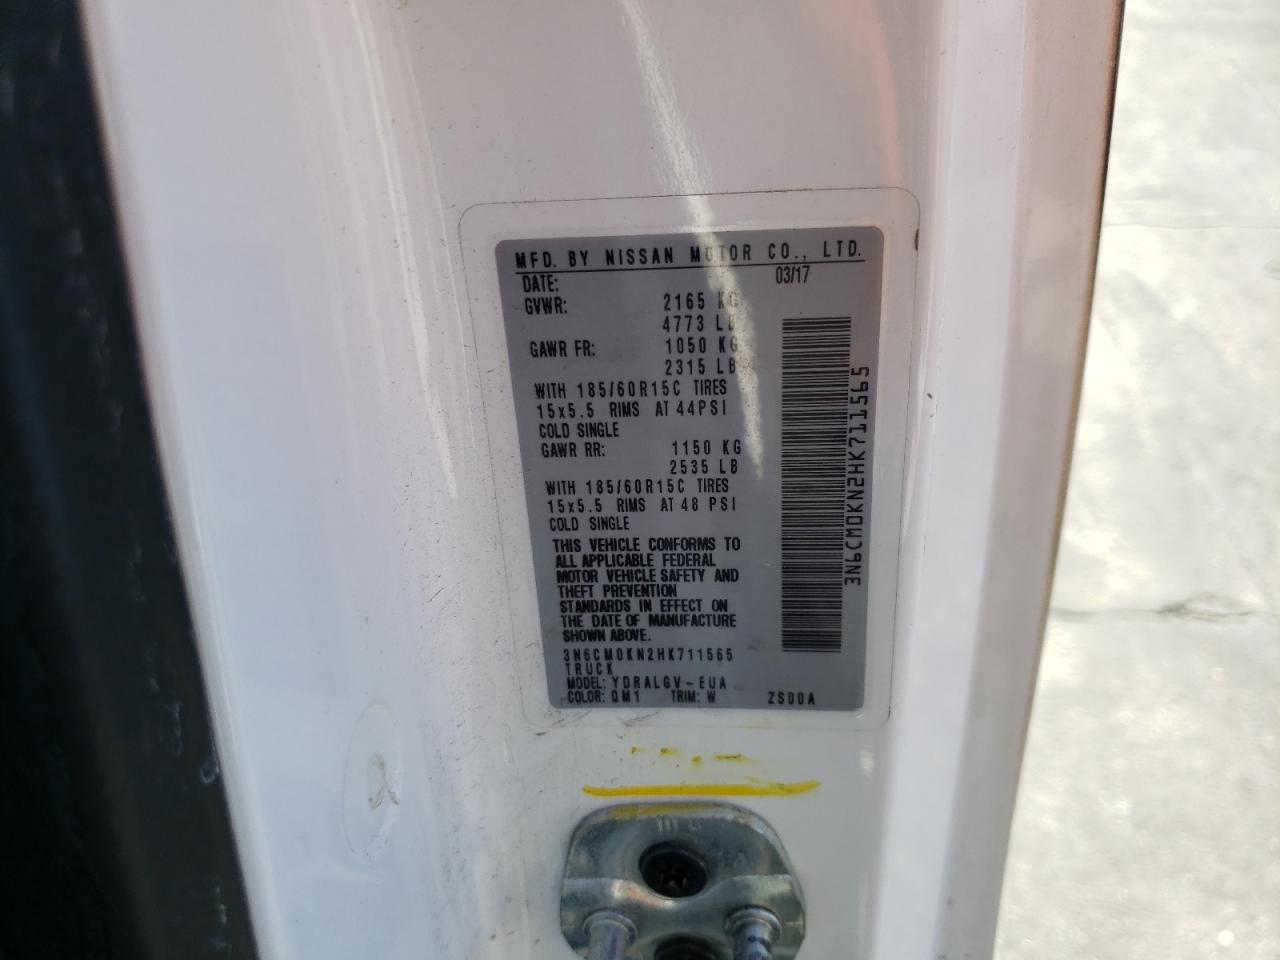 MFD. BY NISSAN MOTOR CO., LTD.
DATE: 03/17
GVWR: 2165 KG
4773 LB
GAWR FR: 1050 KG
2315 LB
WITH 185/60R15C TIRES
15x5.5 RIMS AT 44PSI
COLD SINGLE
GAWR RR: 1150 KG
2535 LB
WITH 185/60R15C TIRES
15x5.5 RIMS AT 48 PSI
COLD SINGLE
THIS VEHICLE CONFORMS TO
ALL APPLICABLE FEDERAL
MOTOR VEHICLE SAFETY AND
THEFT PREVENTION
STANDARDS IN EFFECT ON
THE DATE OF MANUFACTURE
SHOWN ABOVE.
3N6CM0KN2HK711565
TRUCK
MODEL: YDRALGV-EUA
COLOR: QM1 TRIM: W ZS00A
3N6CM0KN2HK711565
2